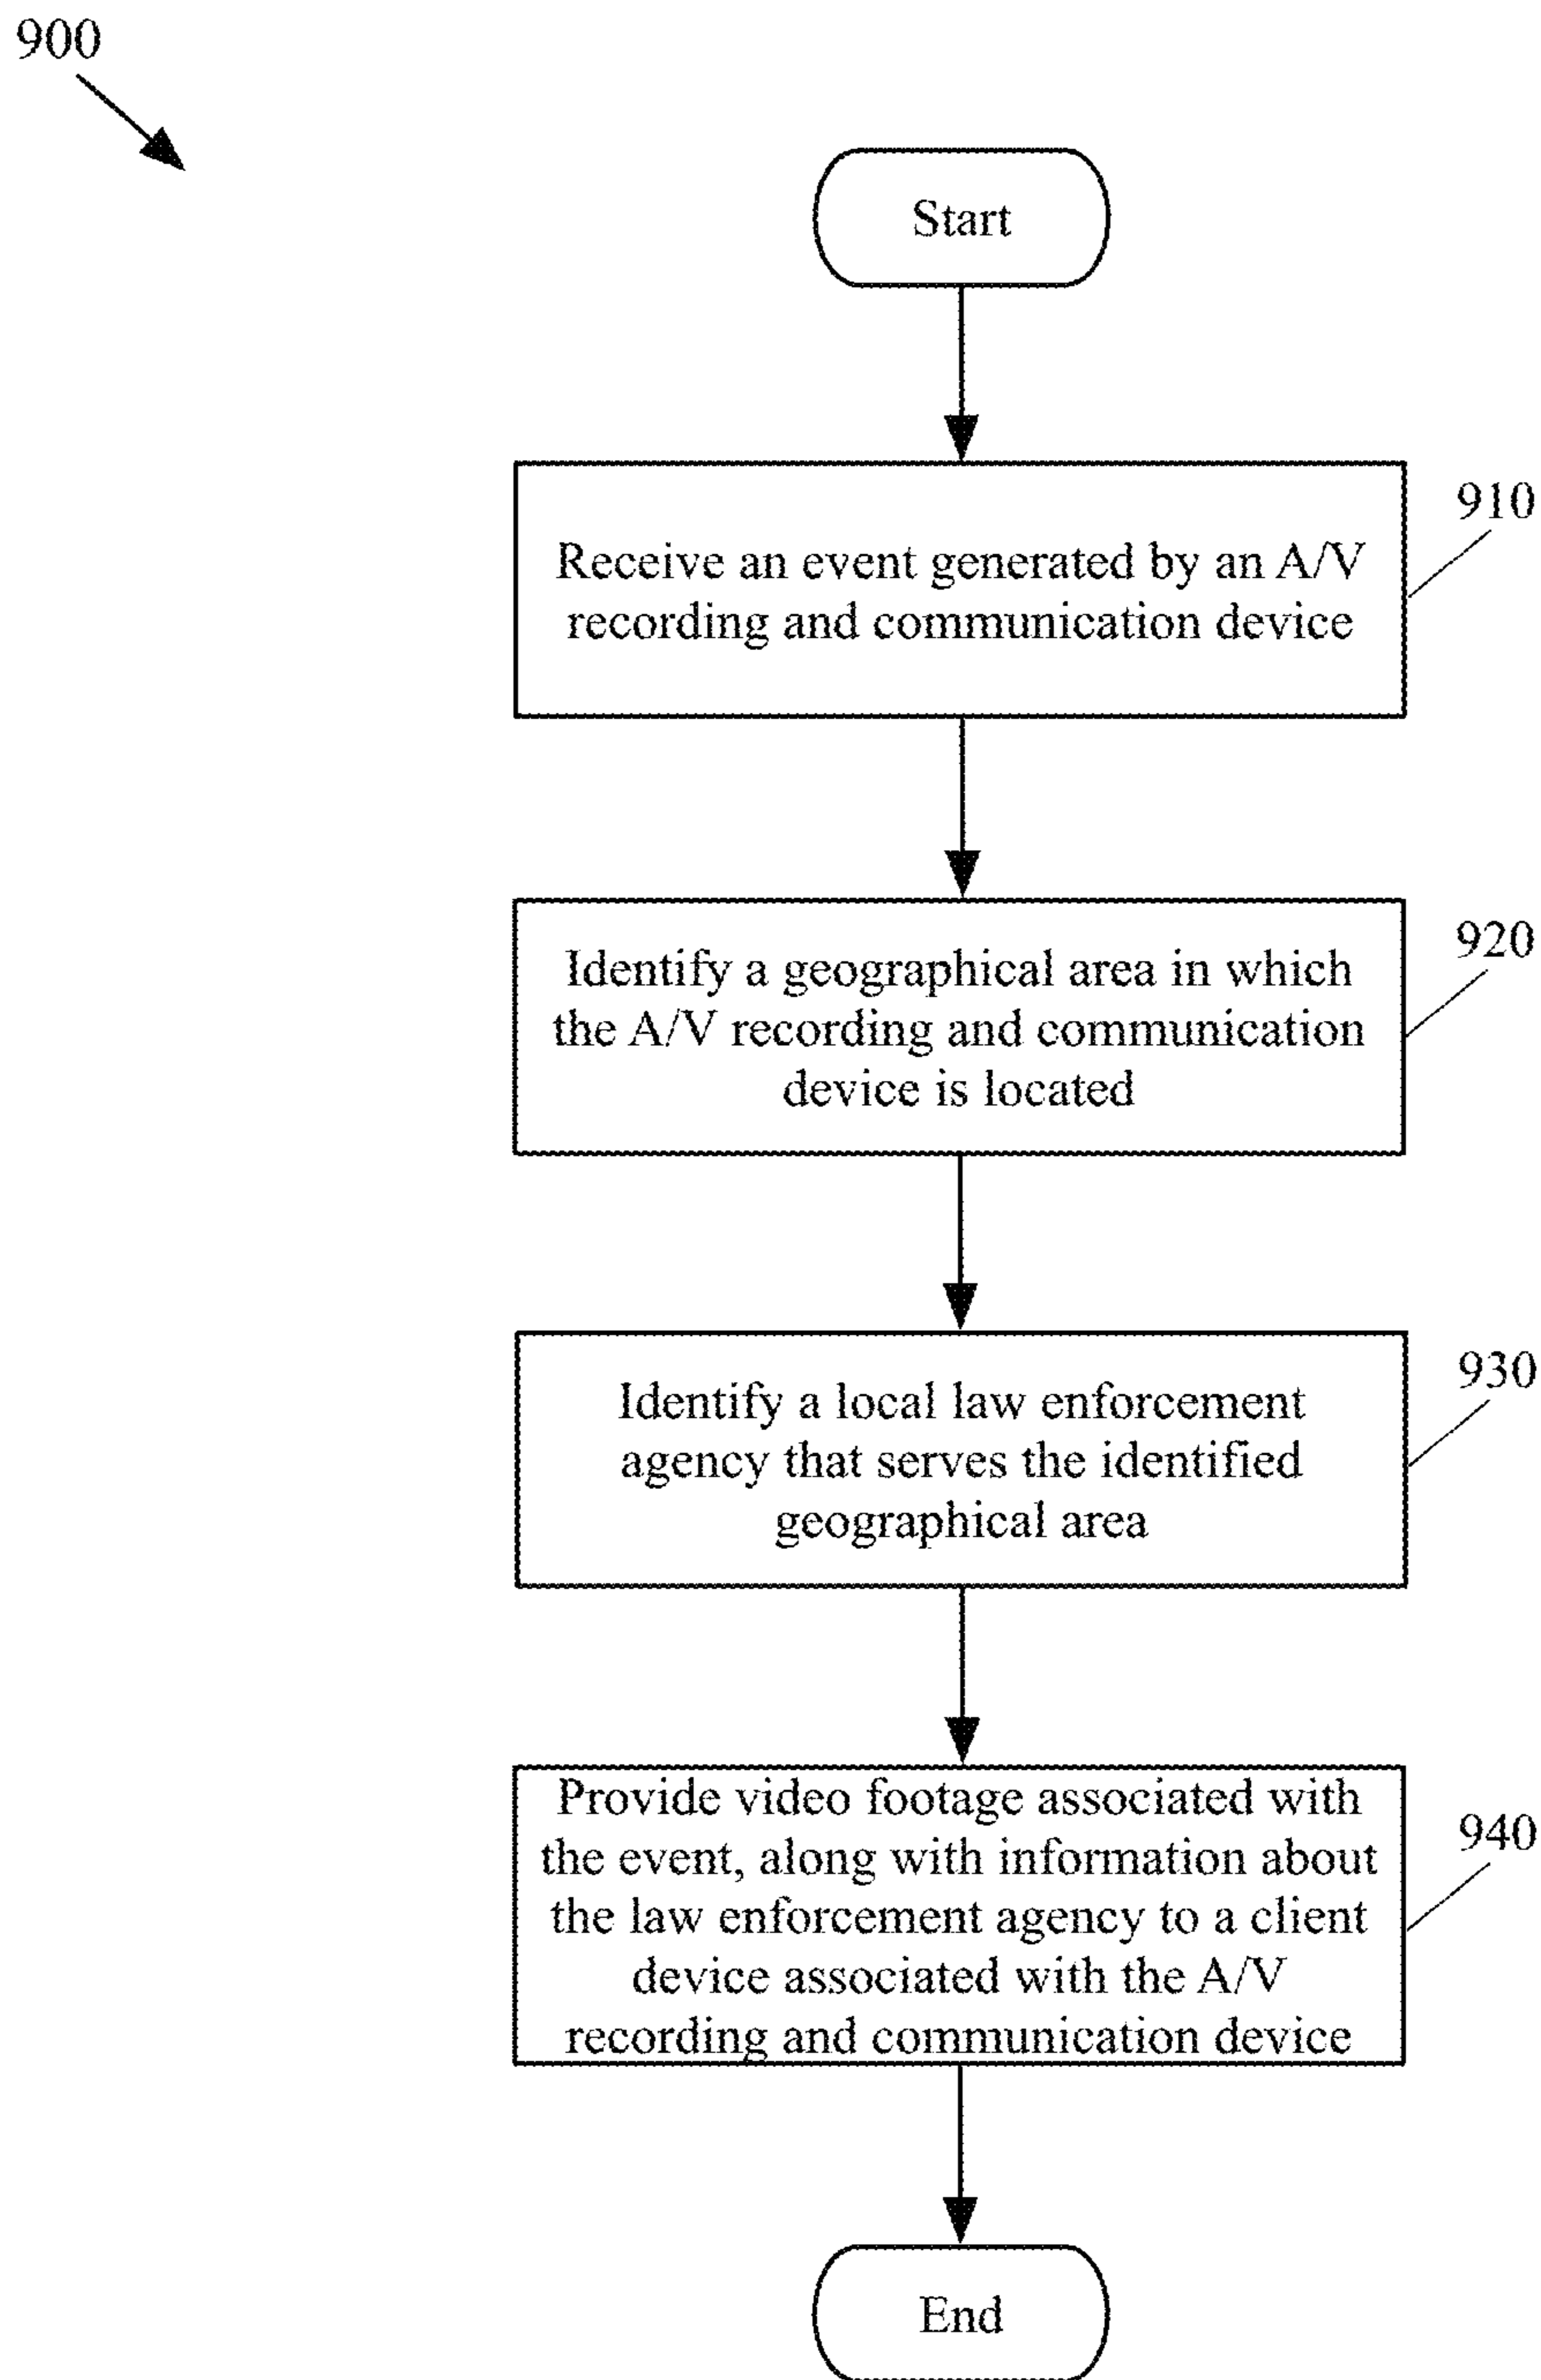 900
Start
Receive an event generated by an A/V
recording and communication device
910
Identify a geographical area in which
the A/V recording and communication
device is located
920
Identify a local law enforcement
agency that serves the identified
geographical area
930
Provide video footage associated with
the event, along with information about
the law enforcement agency to a client
device associated with the A/V
recording and communication device
940
End